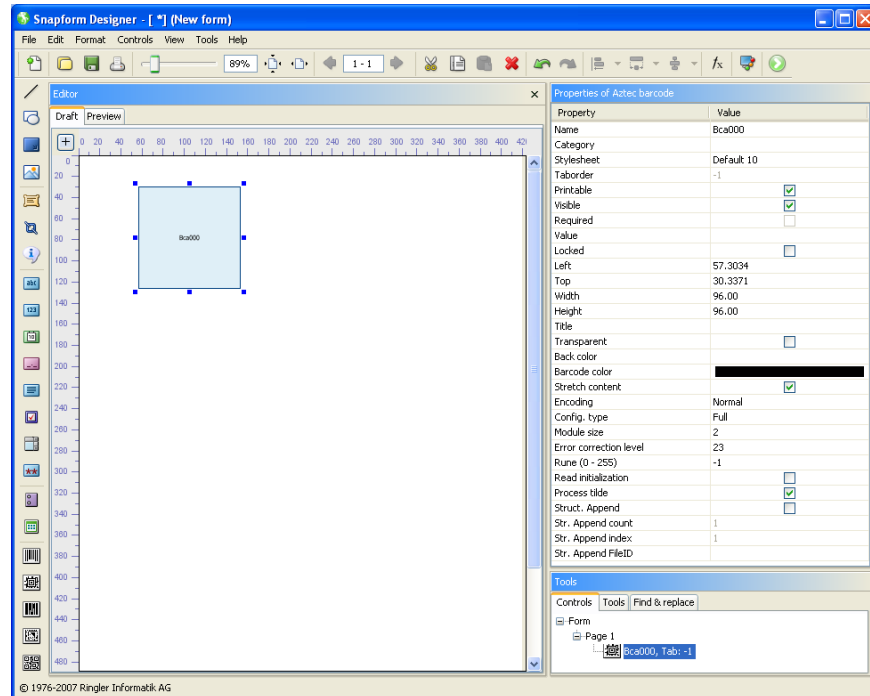 Snapform Designer - [ *] (New form)
File Edit Format Controls View Tools Help
89% 1 - 1 fx
Editor
Draft Preview
0 20 40 60 80 100 120 140 160 180 200 220 240 260 280 300 320 340 360 380 400 42
0
20
40
60
80
100
120
140
160
180
200
220
240
260
280
300
320
340
360
380
400
420
440
460
480
Bca000
abc
123
10
Properties of Aztec barcode
Property Value
Name Bca000
Category
Stylesheet Default 10
Taborder -1
Printable
Visible
Required
Value
Locked
Left 57.3034
Top 30.3371
Width 96.00
Height 96.00
Title
Transparent
Back color
Barcode color
Stretch content
Encoding Normal
Config. type Full
Module size 2
Error correction level 23
Rune (0 - 255) -1
Read initialization
Process tilde
Struct. Append
Str. Append count 1
Str. Append index 1
Str. Append FileID
Tools
Controls Tools Find & replace
Form
Page 1
Bca000, Tab: -1
© 1976-2007 Ringler Informatik AG